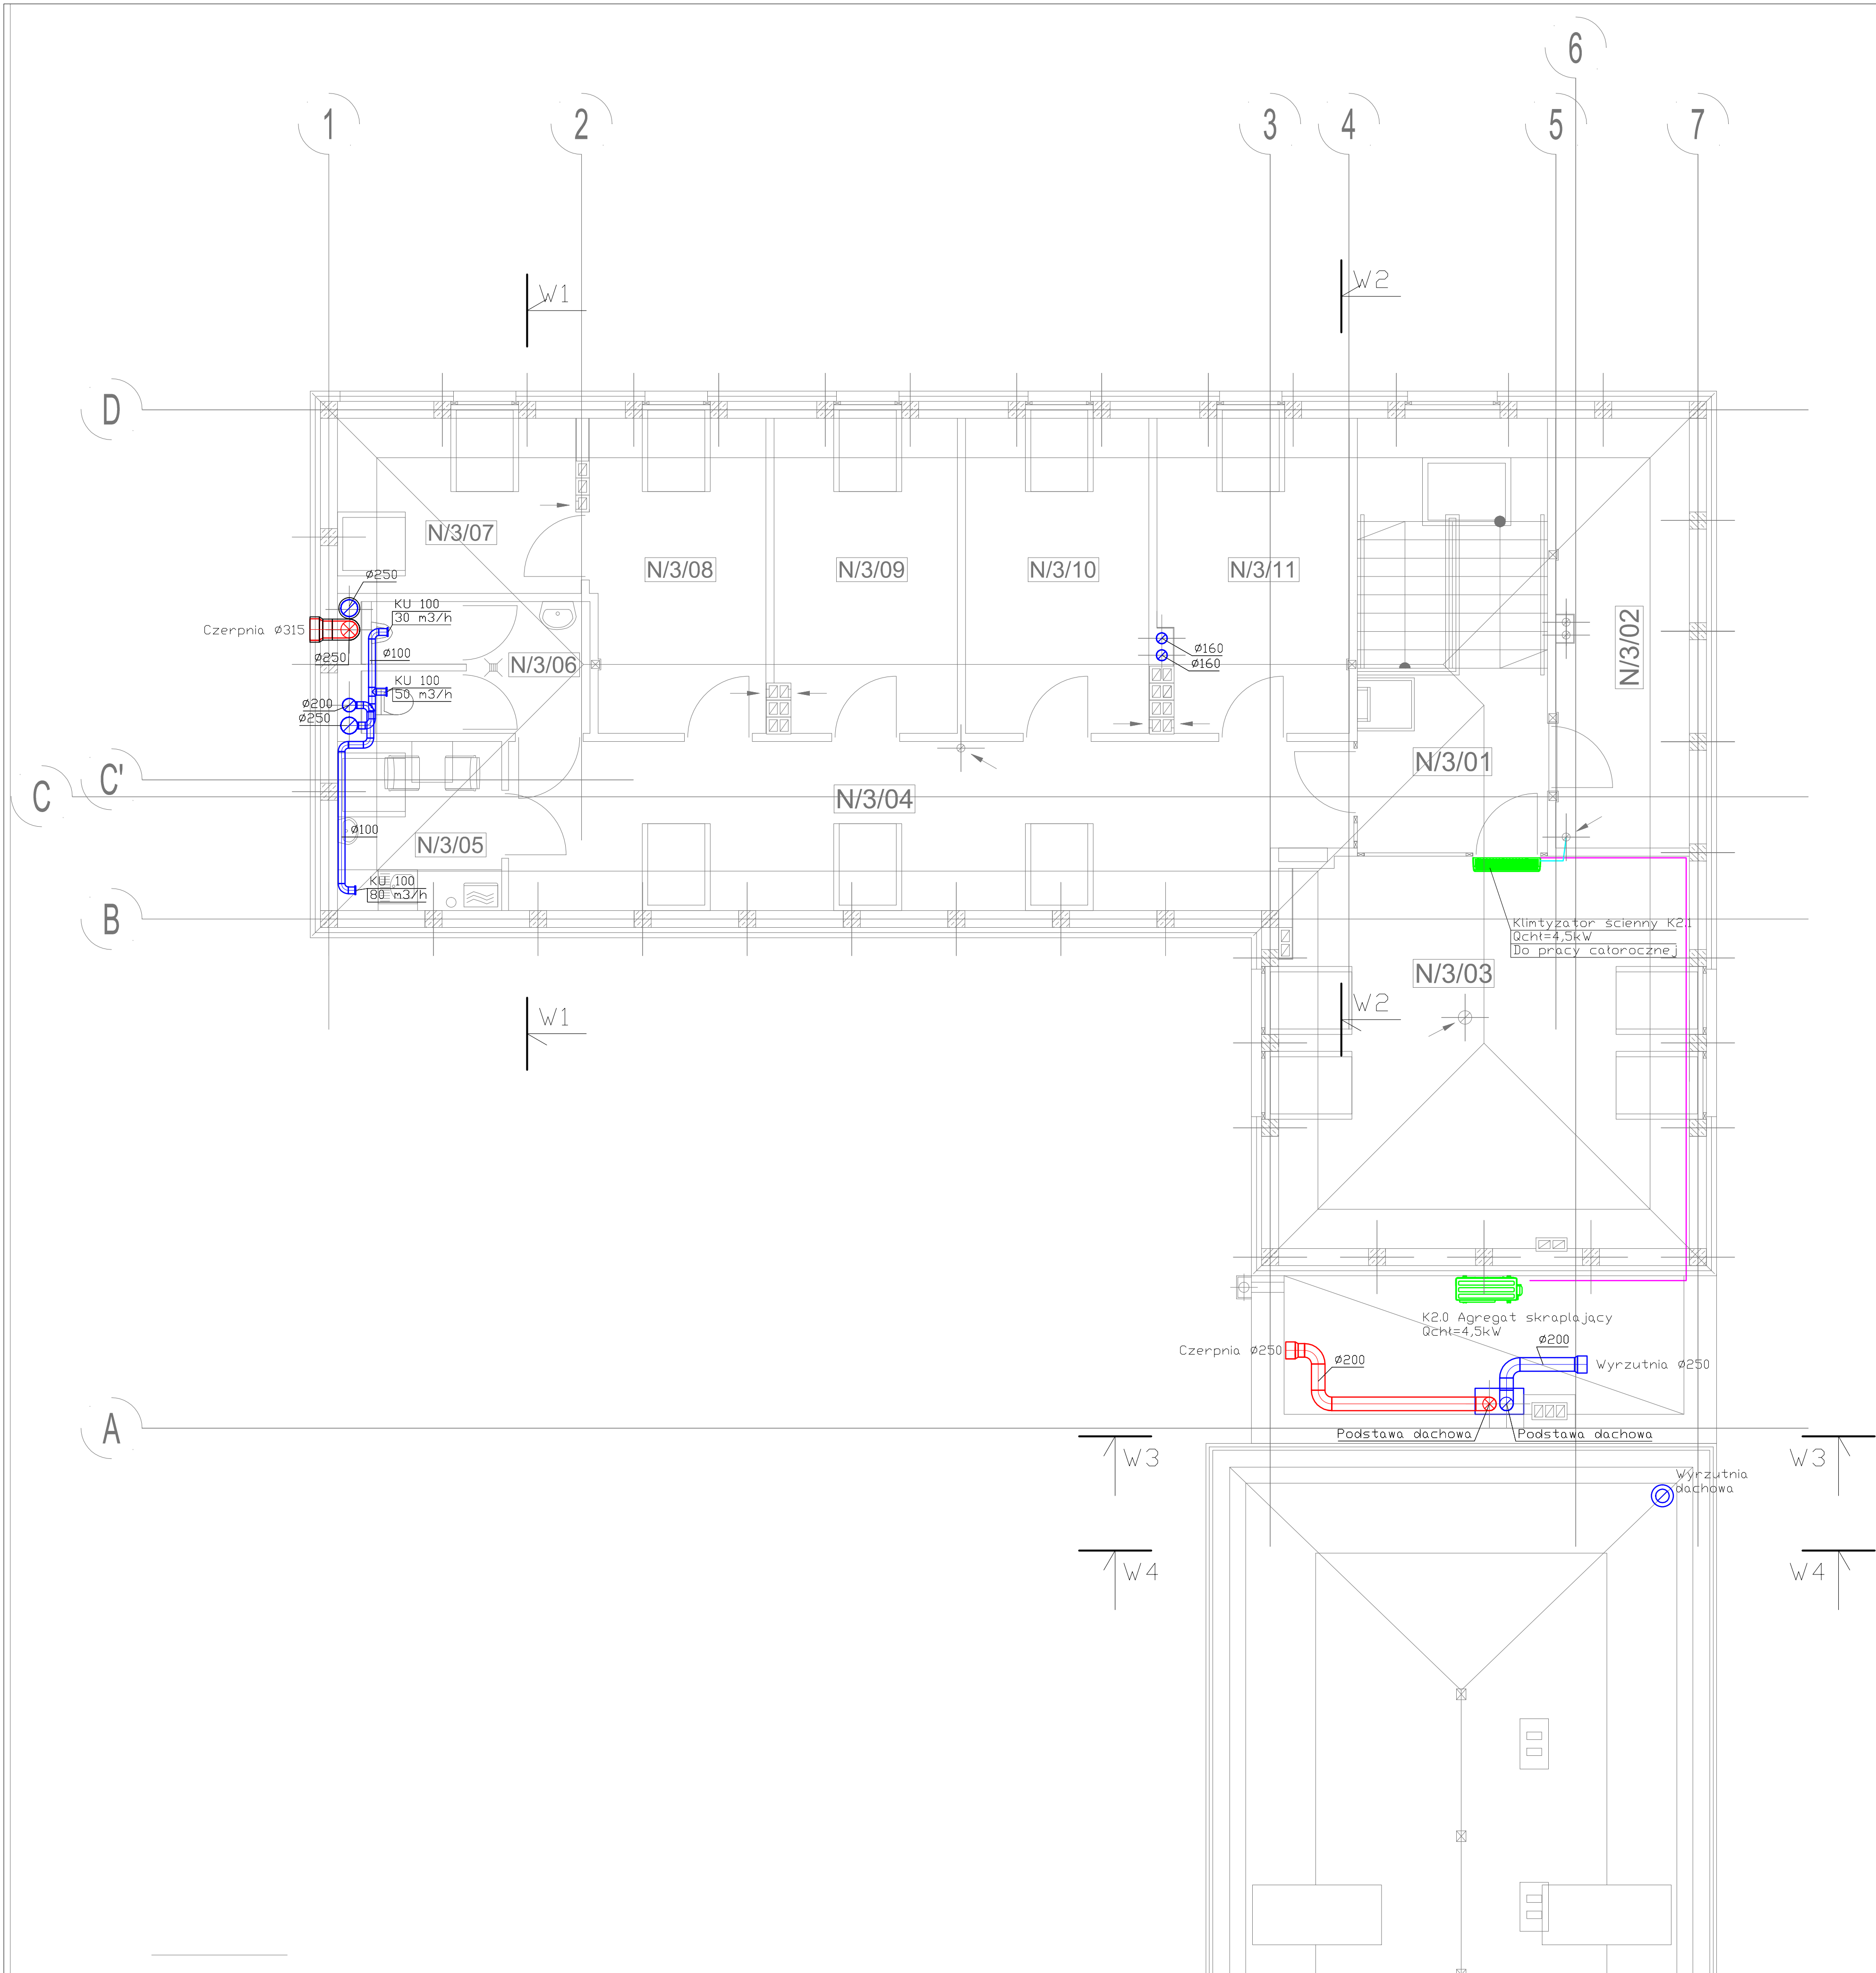 6
1
2
3
4
5
7
W1
W2
D
N/3/07
N/3/08
N/3/09
N/3/10
N/3/11
ø250
KU 100
30 m3/h
Czerpnia ø315
ø250
ø100
N/3/06
N/3/02
ø160
ø160
KU 100
50 m3/h
ø200
ø250
C
C'
N/3/01
N/3/04
ø100
N/3/05
KU 100
80 m3/h
B
Klimtyzator ścienny K2.1
Qchł=4,5kW
Do pracy całorocznej
N/3/03
W1
W2
K2.0 Agregat skraplający
Qchł=4,5kW
Czerpnia ø250
ø200
ø200
Wyrzutnia ø250
A
Podstawa dachowa
Podstawa dachowa
W3
W3
Wyrzutnia
dachowa
W4
W4